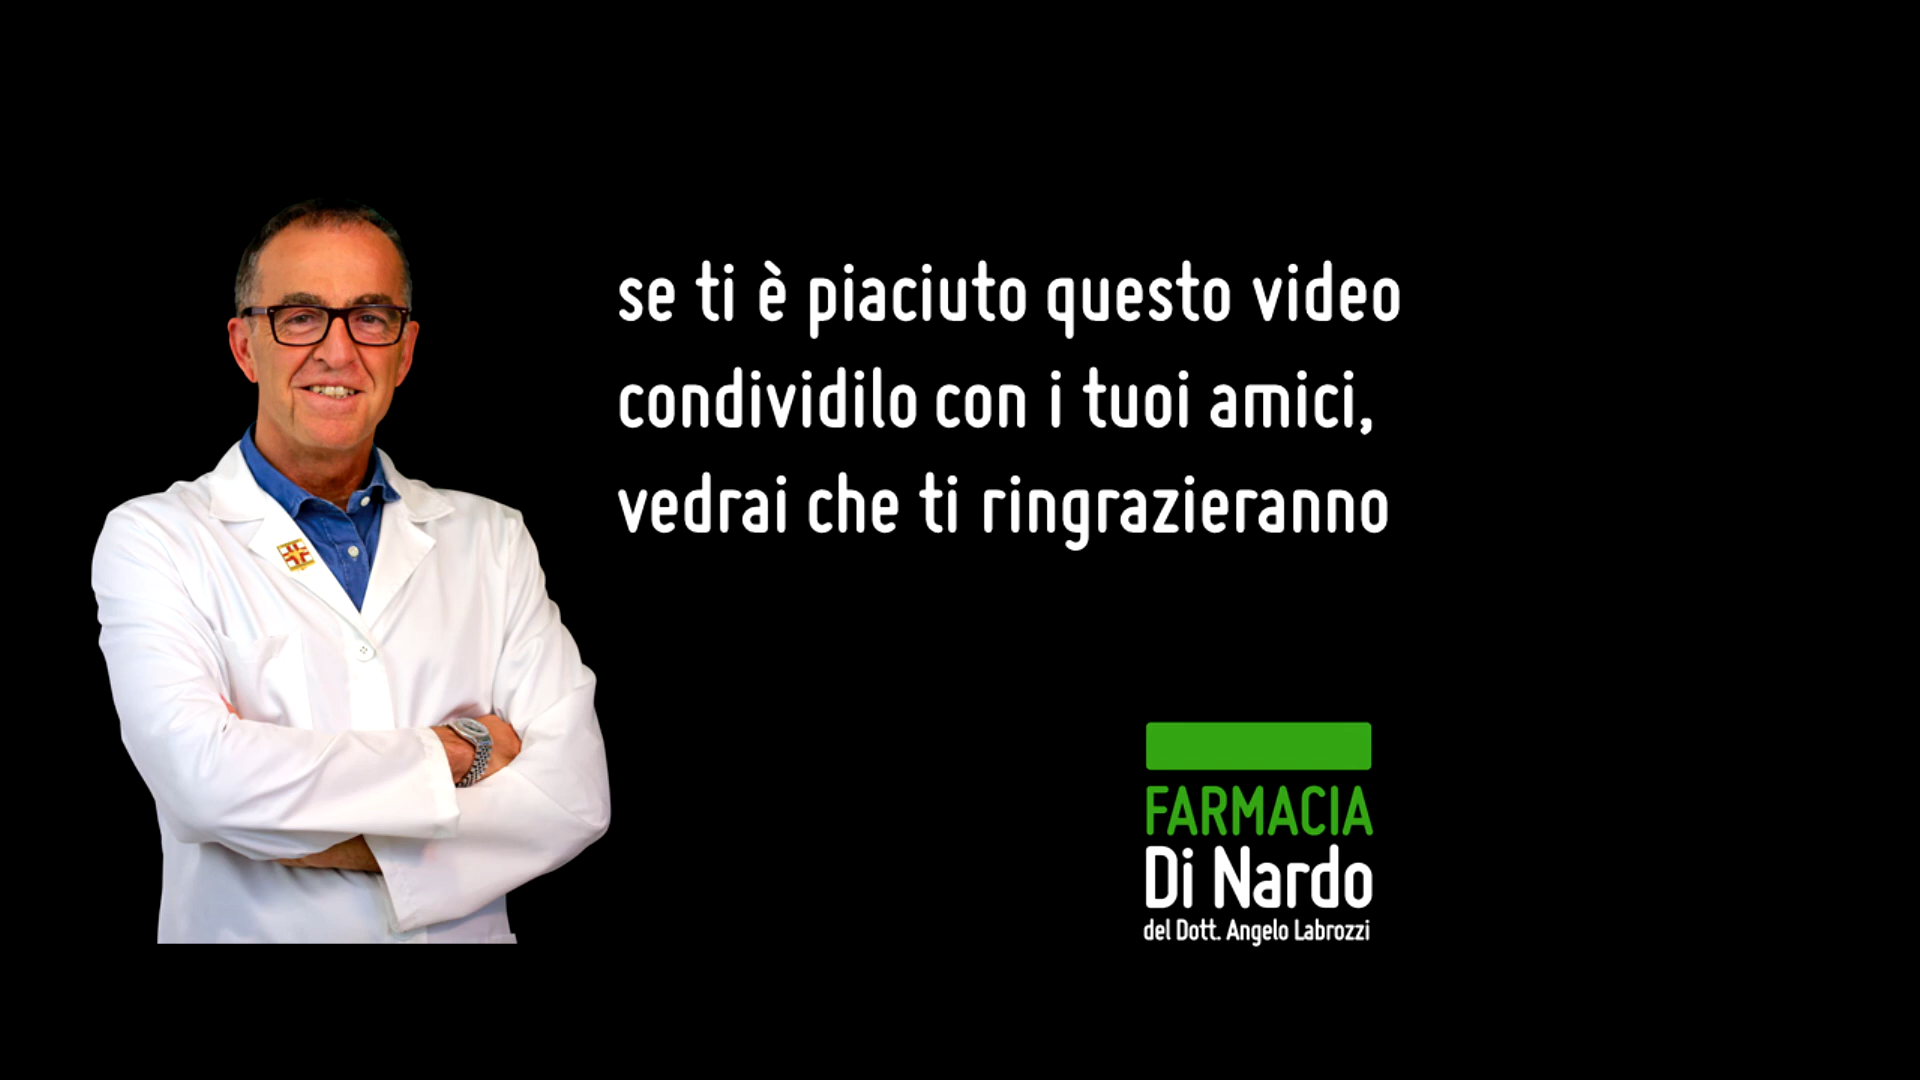 se ti è piaciuto questo video
condividilo con i tuoi amici,
vedrai che ti ringrazieranno
FARMACIA
Di Nardo
del Dott. Angelo Labrozzi